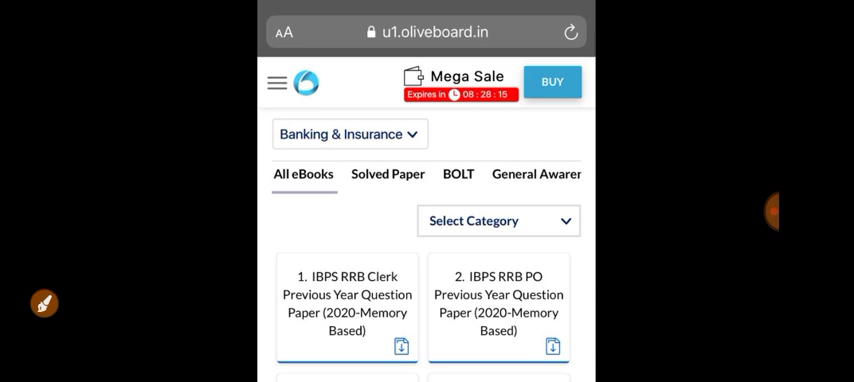 AA u1.oliveboard.in
Mega Sale
Expires in 08 : 28 : 15
BUY
Banking & Insurance
All eBooks Solved Paper BOLT General Awarer
Select Category
1. IBPS RRB Clerk
Previous Year Question
Paper (2020-Memory
Based)
2. IBPS RRB PO
Previous Year Question
Paper (2020-Memory
Based)